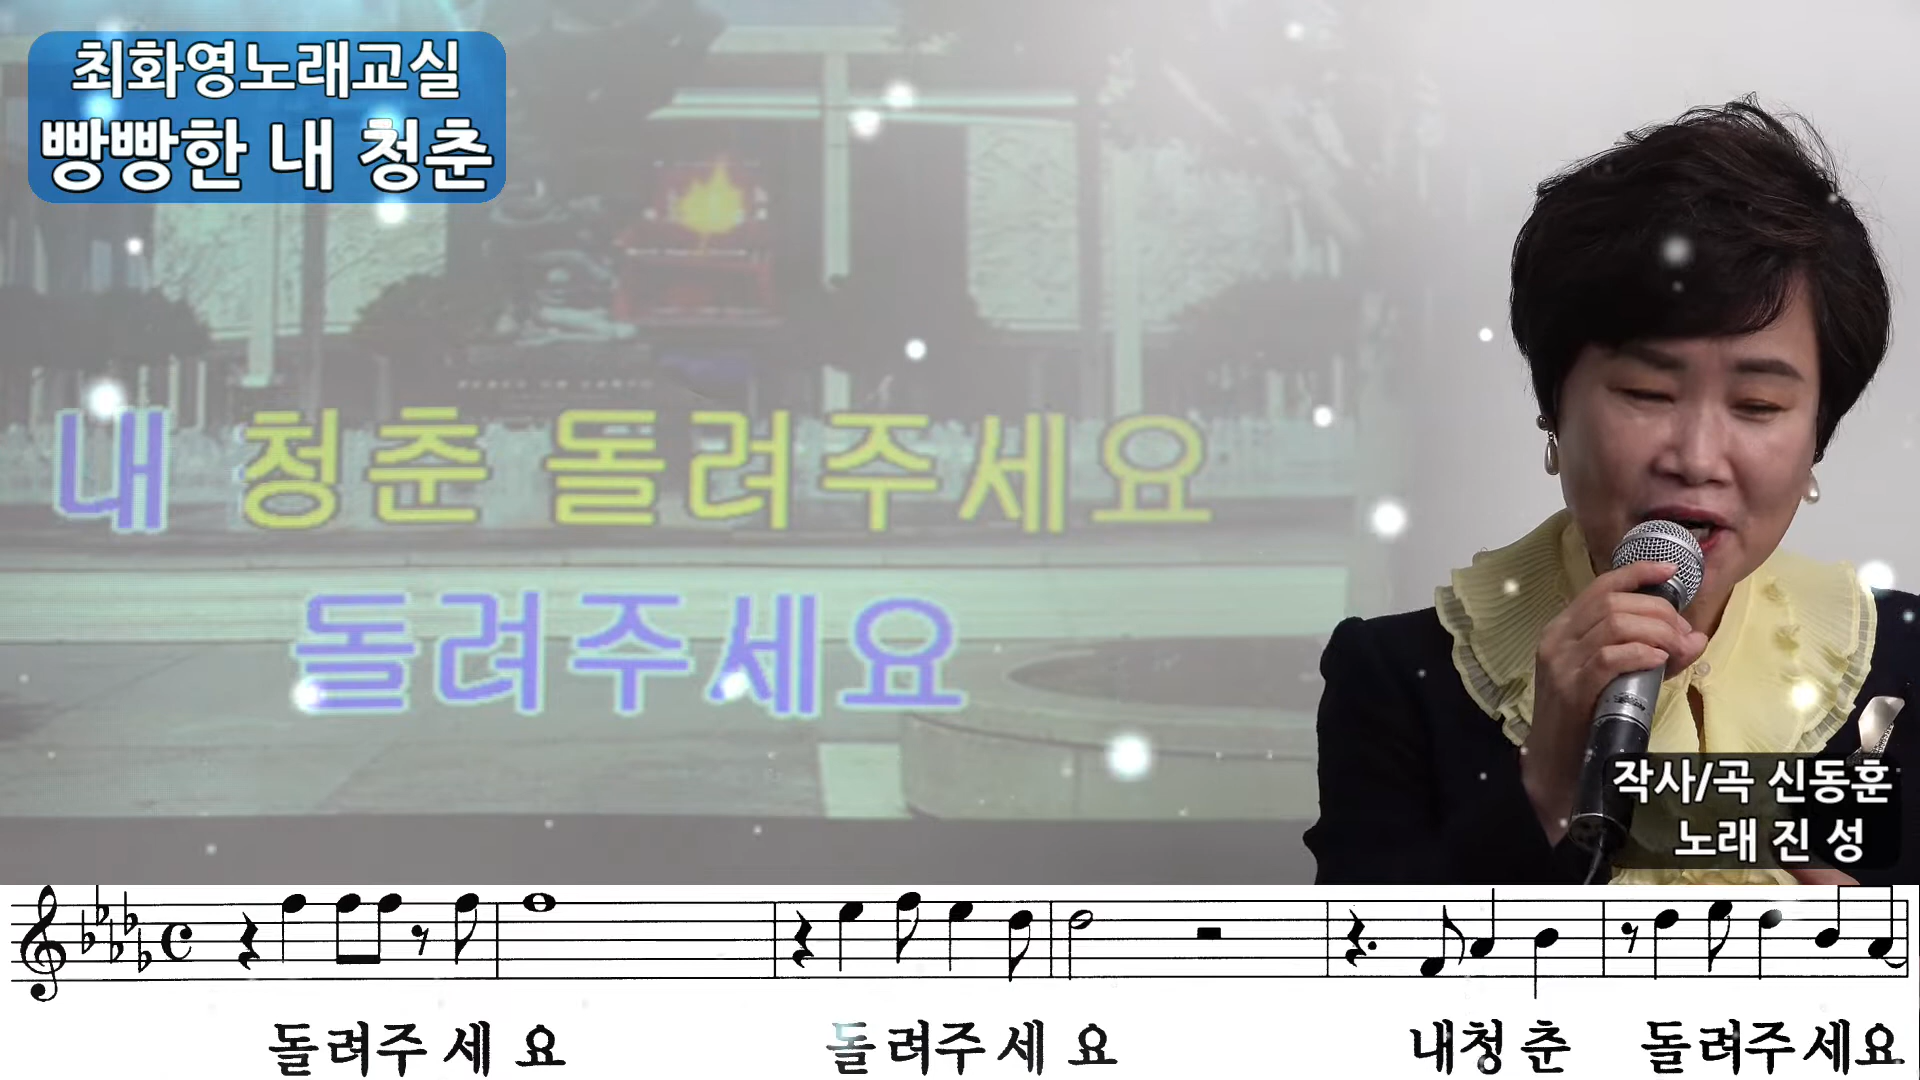 최화영노래교실
빵빵한 내 청춘
내 청춘 돌려주세요
돌려주세요
작사/곡 신동훈
노래 진 성
돌려주세요 돌려주세요 내청춘 돌려주세요